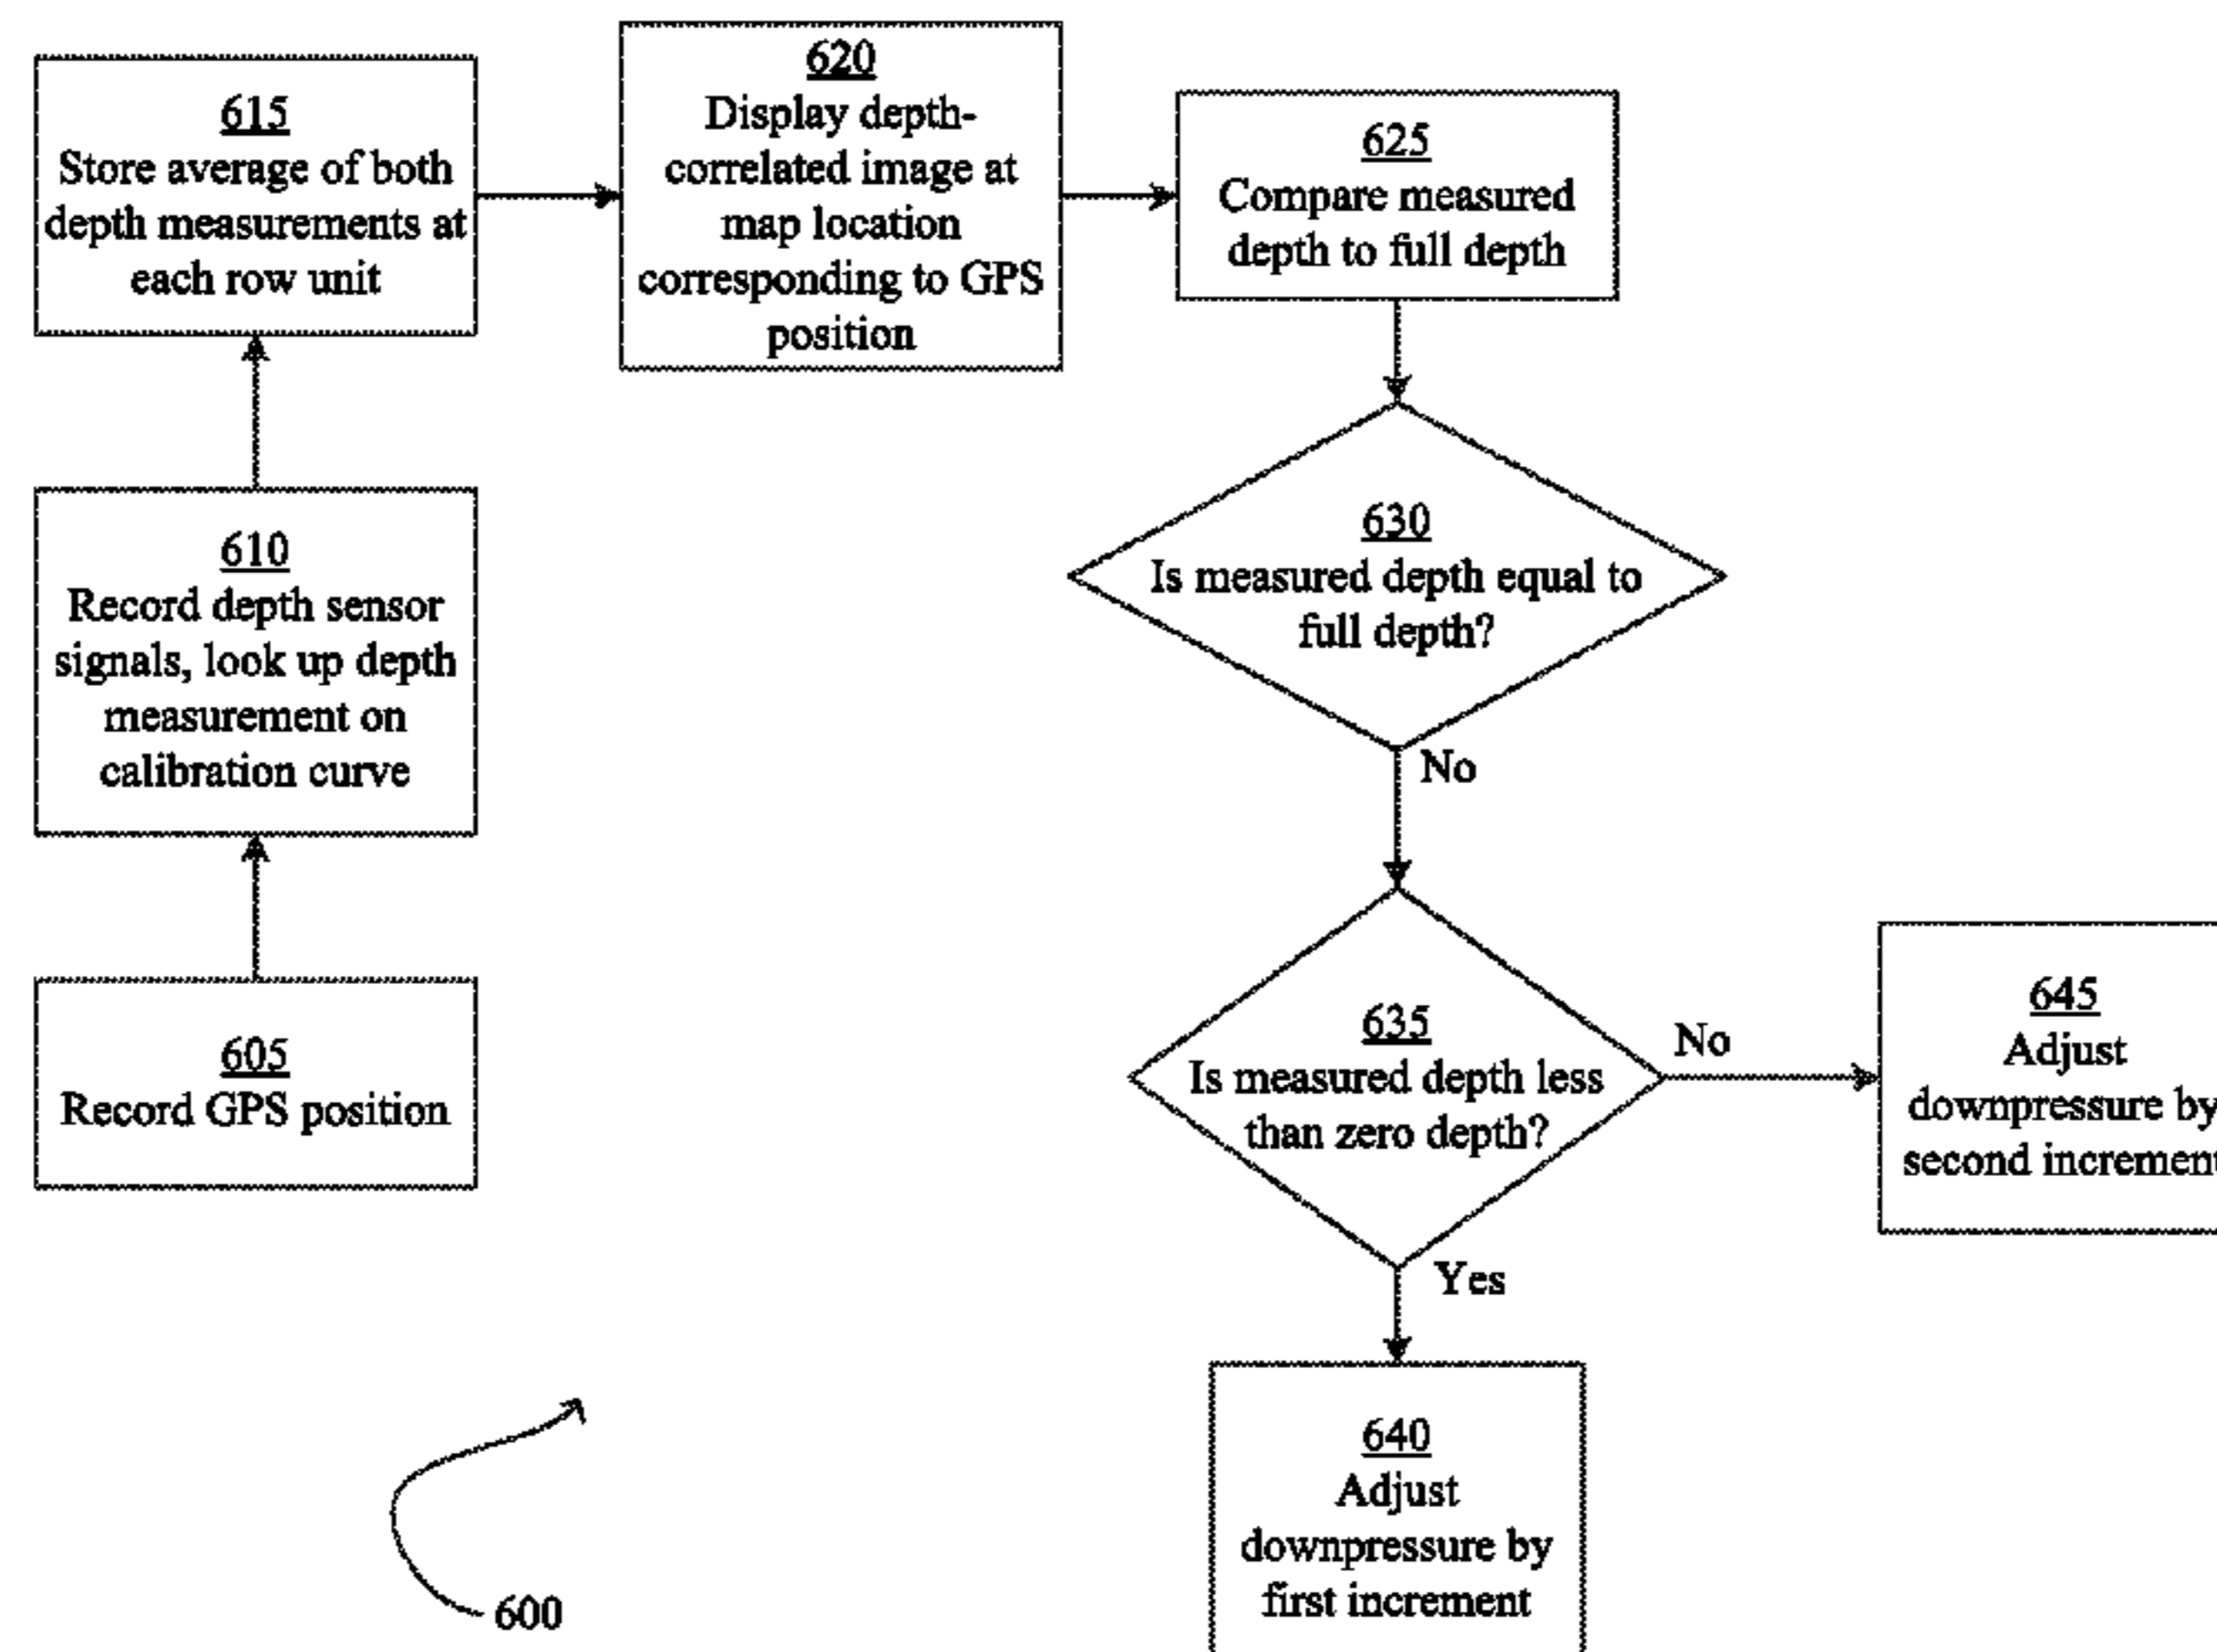 615
Store average of both
depth measurements at
each row unit
620
Display depth-
correlated image at
map location
corresponding to GPS
position
625
Compare measured
depth to full depth
610
Record depth sensor
signals, look up depth
measurement on
calibration curve
630
Is measured depth equal to
full depth?
No
605
Record GPS position
635
Is measured depth less
than zero depth?
No
645
Adjust
downpressure by
second increment
Yes
640
Adjust
downpressure by
first increment
600